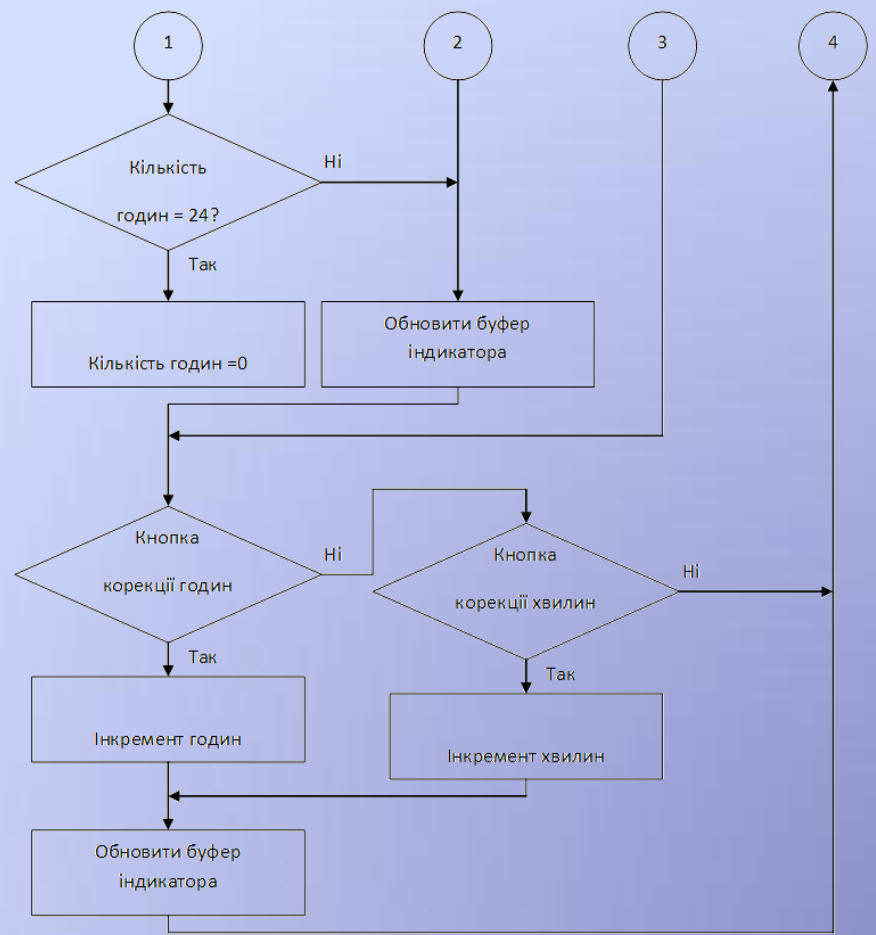 1
2
3
4
Кількість
годин = 24?
Ні
Так
Кількість годин =0
Обновити буфер
індикатора
Кнопка
корекції годин
Ні
Кнопка
корекції хвилин
Ні
Так
Інкремент годин
Так
Інкремент хвилин
Обновити буфер
індикатора